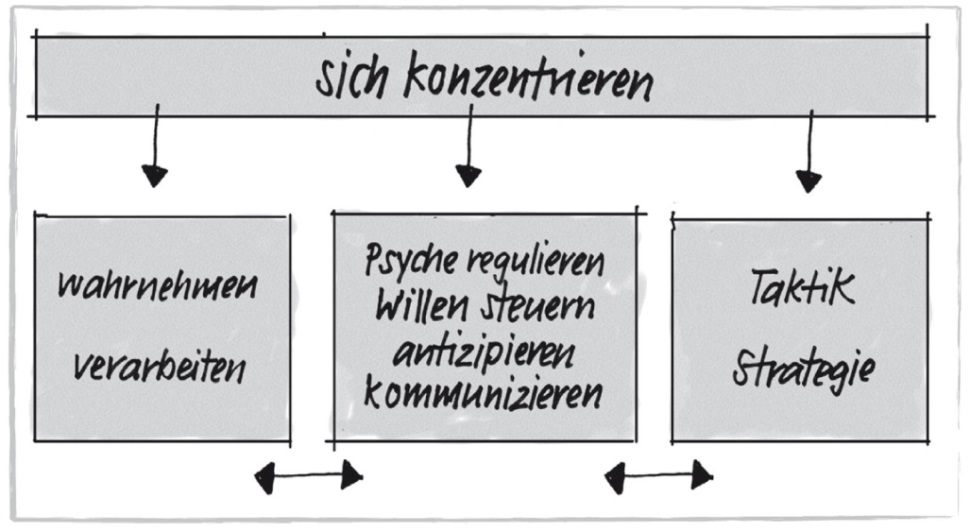 sich konzentrieren
wahrnehmen
verarbeiten
Psyche regulieren
Willen steuern
antizipieren
kommunizieren
Taktik
Strategie